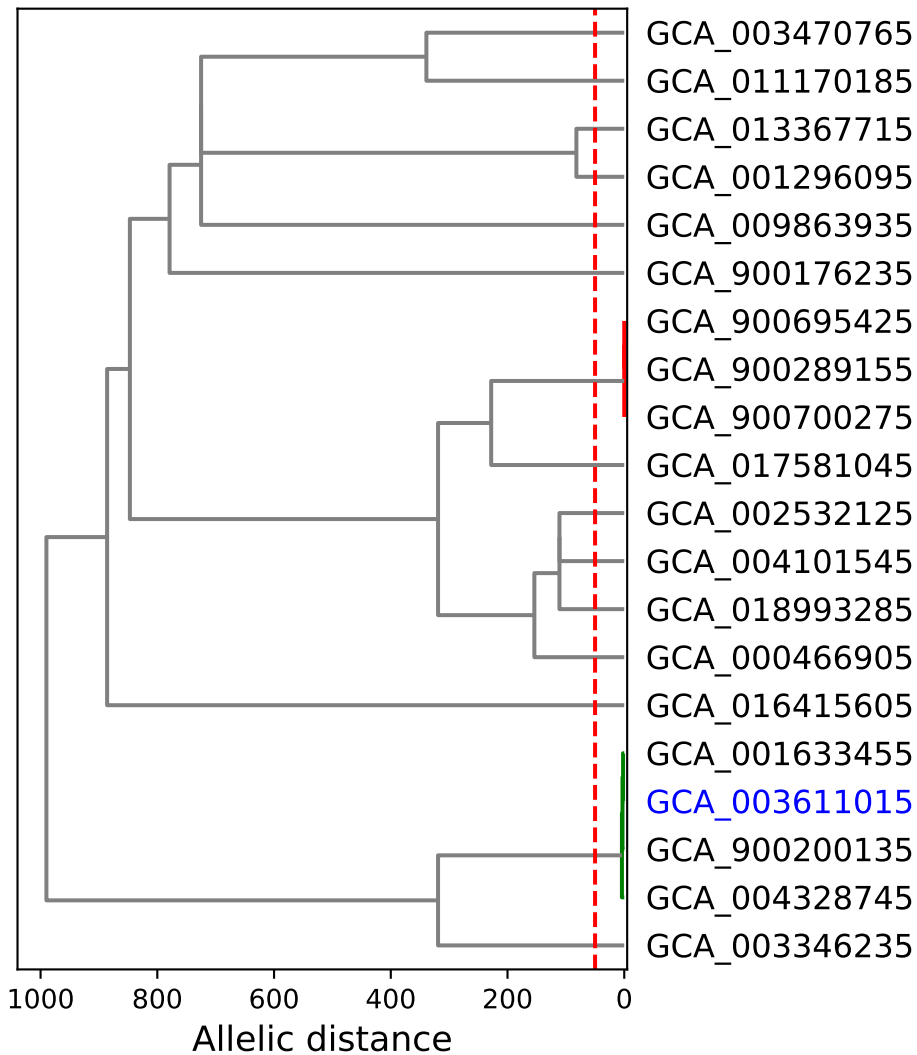 GCA_003470765
GCA_011170185
GCA_013367715
GCA_001296095
GCA_009863935
GCA_900176235
GCA_900695425
GCA_900289155
GCA_900700275
GCA_017581045
GCA_002532125
GCA_004101545
GCA_018993285
GCA_000466905
GCA_016415605
GCA_001633455
GCA_003611015
GCA_900200135
GCA_004328745
GCA_003346235
1000 800 600 400 200 0
Allelic distance